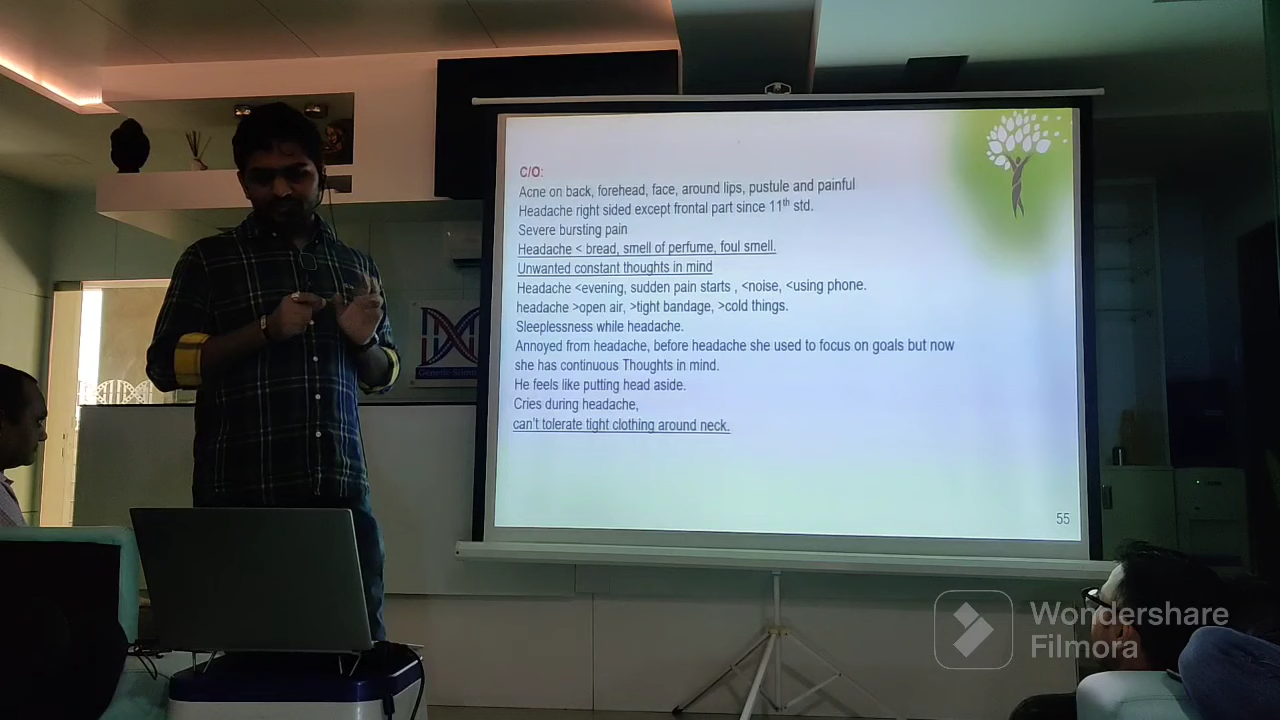 C/O:
Acne on back, forehead, face, around lips, pustule and painful
Headache right sided except frontal part since 11th std.
Severe bursting pain
Headache < bread, smell of perfume, foul smell.
Unwanted constant thoughts in mind
Headache <evening, sudden pain starts , <noise, <using phone.
headache >open air, >tight bandage, >cold things.
Sleeplessness while headache.
Annoyed from headache, before headache she used to focus on goals but now
she has continuous Thoughts in mind.
He feels like putting head aside.
Cries during headache,
can't tolerate tight clothing around neck.
55
Wondershare
Filmora